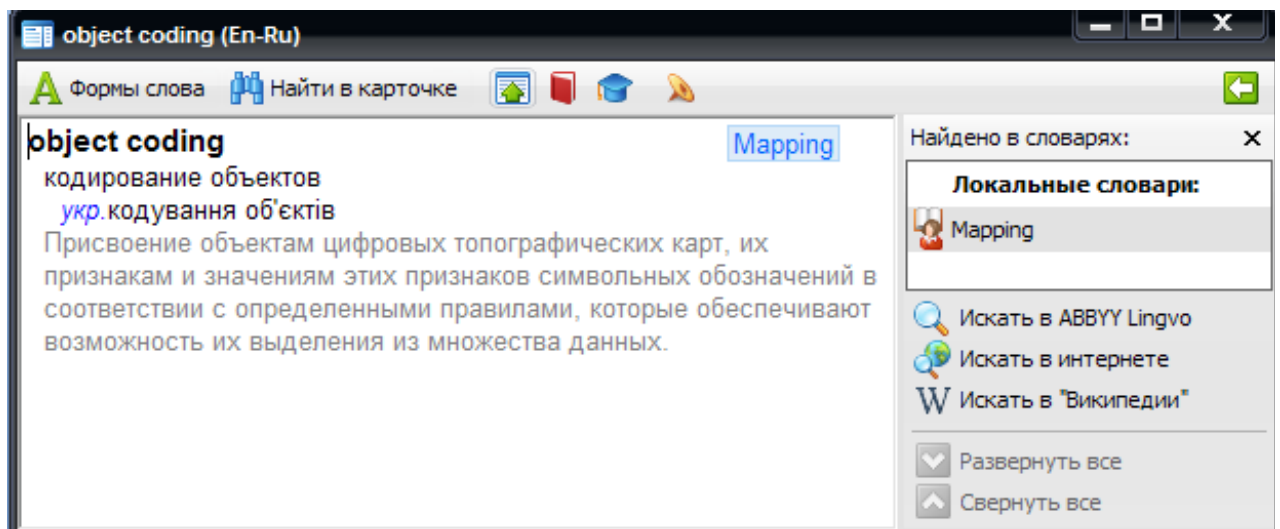 object coding (En-Ru)
Формы слова Найти в карточке
object coding Mapping
кодирование объектов
укр.кодування об'єктів
Присвоение объектам цифровых топографических карт, их
признакам и значениям этих признаков символьных обозначений в
соответствии с определенными правилами, которые обеспечивают
возможность их выделения из множества данных.
Найдено в словарях:
Локальные словари:
Mapping
Искать в ABBYY Lingvo
Искать в интернете
W Искать в "Википедии"
Развернуть все
Свернуть все